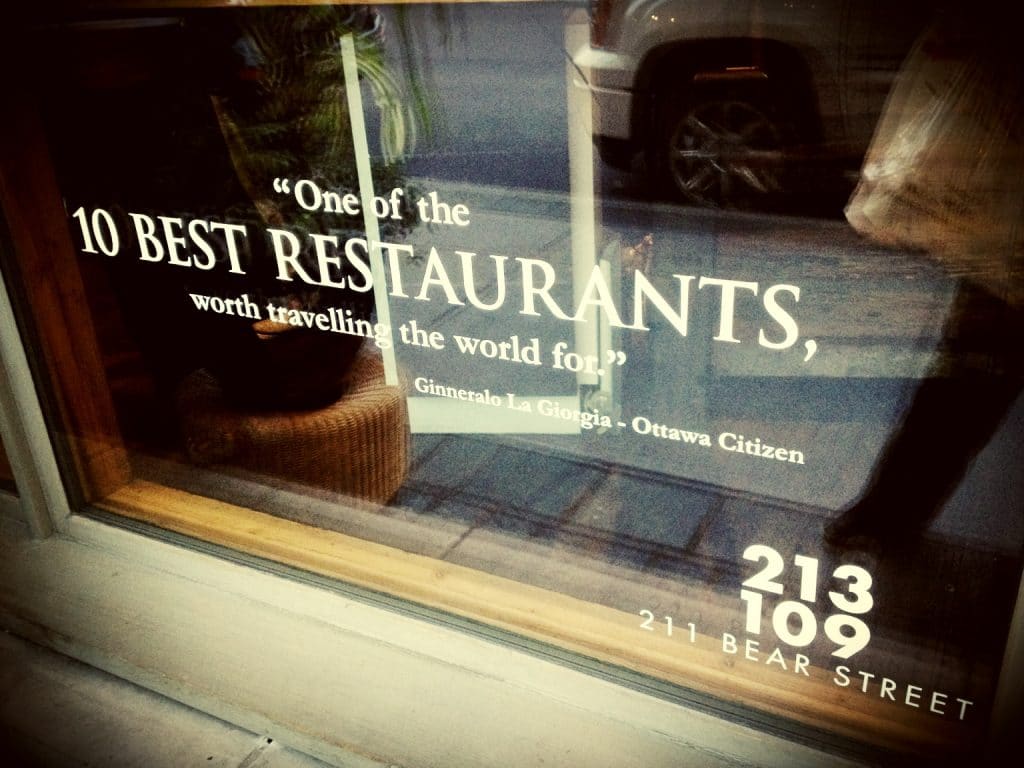 “One of the
10 BEST RESTAURANTS,
worth travelling the world for.”
Ginneralo La Giorgia - Ottawa Citizen
213
109
211 BEAR STREET